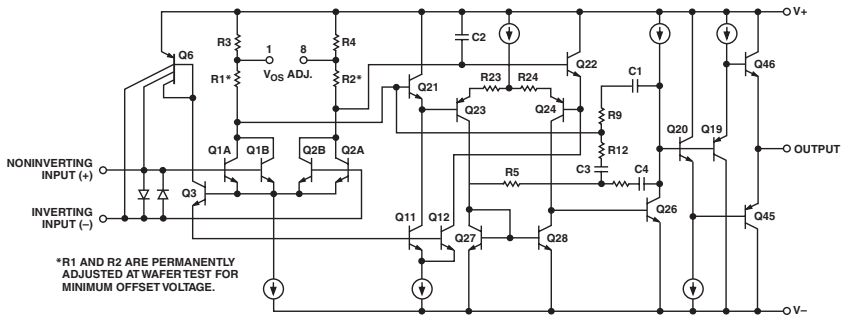 V+
Q6
R3
1
8
R4
C2
Q22
Q46
VOS ADJ.
R1*
R2*
Q21
R23
R24
C1
Q23
Q24
R9
Q20
Q19
Q1A
Q1B
Q2B
Q2A
R12
OUTPUT
NONINVERTING
INPUT (+)
Q3
R5
C3
C4
INVERTING
INPUT (–)
Q11
Q12
Q27
Q28
Q26
Q45
*R1 AND R2 ARE PERMANENTLY
ADJUSTED AT WAFER TEST FOR
MINIMUM OFFSET VOLTAGE.
V–